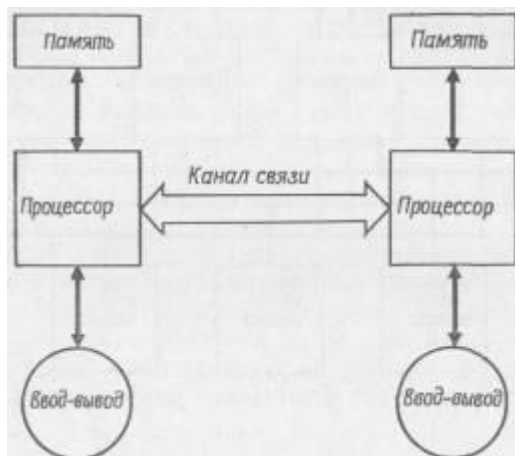 Память
Память
Канал связи
Процессор
Процессор
Ввод-вывод
Ввод-вывод